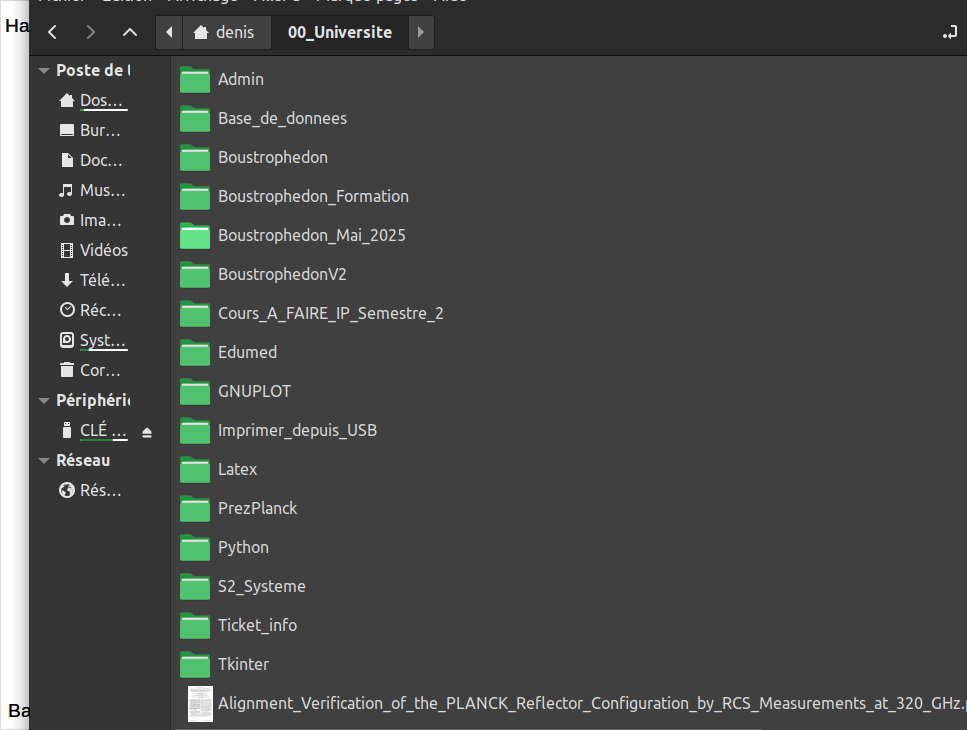 Ha
denis
00_Universite
Poste de t
Dos…
Bur…
Doc…
Mus…
Ima…
Vidéos
Télé…
Réc…
Syst…
Cor…
Périphéri
CLÉ …
Réseau
Rés…
Admin
Base_de_donnees
Boustrophedon
Boustrophedon_Formation
Boustrophedon_Mai_2025
BoustrophedonV2
Cours_A_FAIRE_IP_Semestre_2
Edumed
GNUPLOT
Imprimer_depuis_USB
Latex
PrezPlanck
Python
S2_Systeme
Ticket_info
Tkinter
Alignment_Verification_of_the_PLANCK_Reflector_Configuration_by_RCS_Measurements_at_320_GHz.
Ba